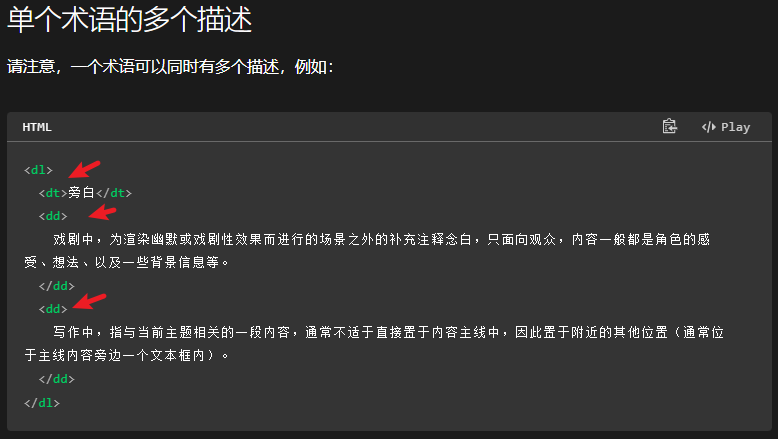 单个术语的多个描述
请注意，一个术语可以同时有多个描述，例如：
HTML
Play
<dl>
<dt>旁白</dt>
<dd>
戏剧中，为渲染幽默或戏剧性效果而进行的场景之外的补充注释念白，只面向观众，内容一般都是角色的感
受、想法、以及一些背景信息等。
</dd>
<dd>
写作中，指与当前主题相关的一段内容，通常不适于直接置于内容主线中，因此置于附近的其他位置（通常位
于主线内容旁边一个文本框内）。
</dd>
</dl>